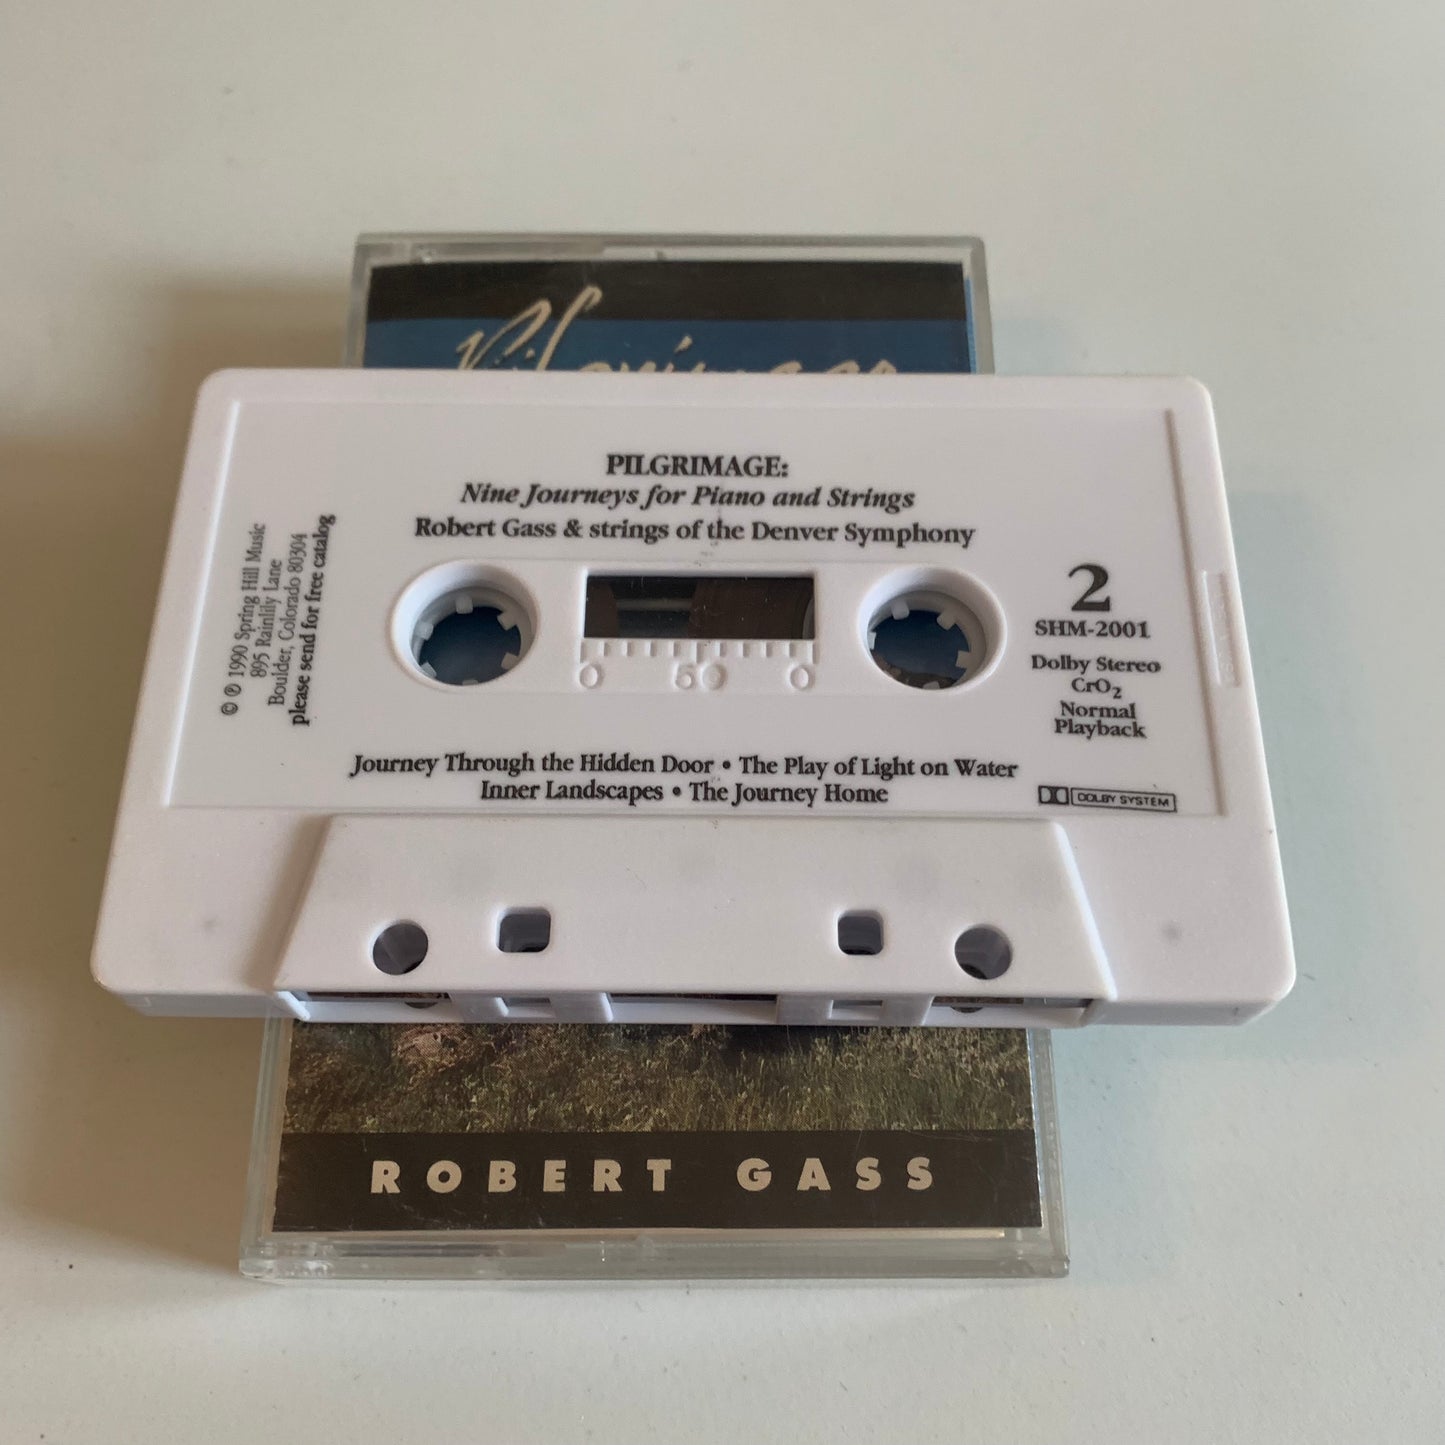 Pilgrimage
PILGRIMAGE:
Nine Journeys for Piano and Strings
Robert Gass & strings of the Denver Symphony
© ℗ 1990 Spring Hill Music
895 Rainlily Lane
Boulder, Colorado 80304
please send for free catalog
2
SHM-2001
Dolby Stereo
CrO2
Normal
Playback
0 50 0
Journey Through the Hidden Door • The Play of Light on Water
Inner Landscapes • The Journey Home
DOLBY SYSTEM
ROBERT GASS